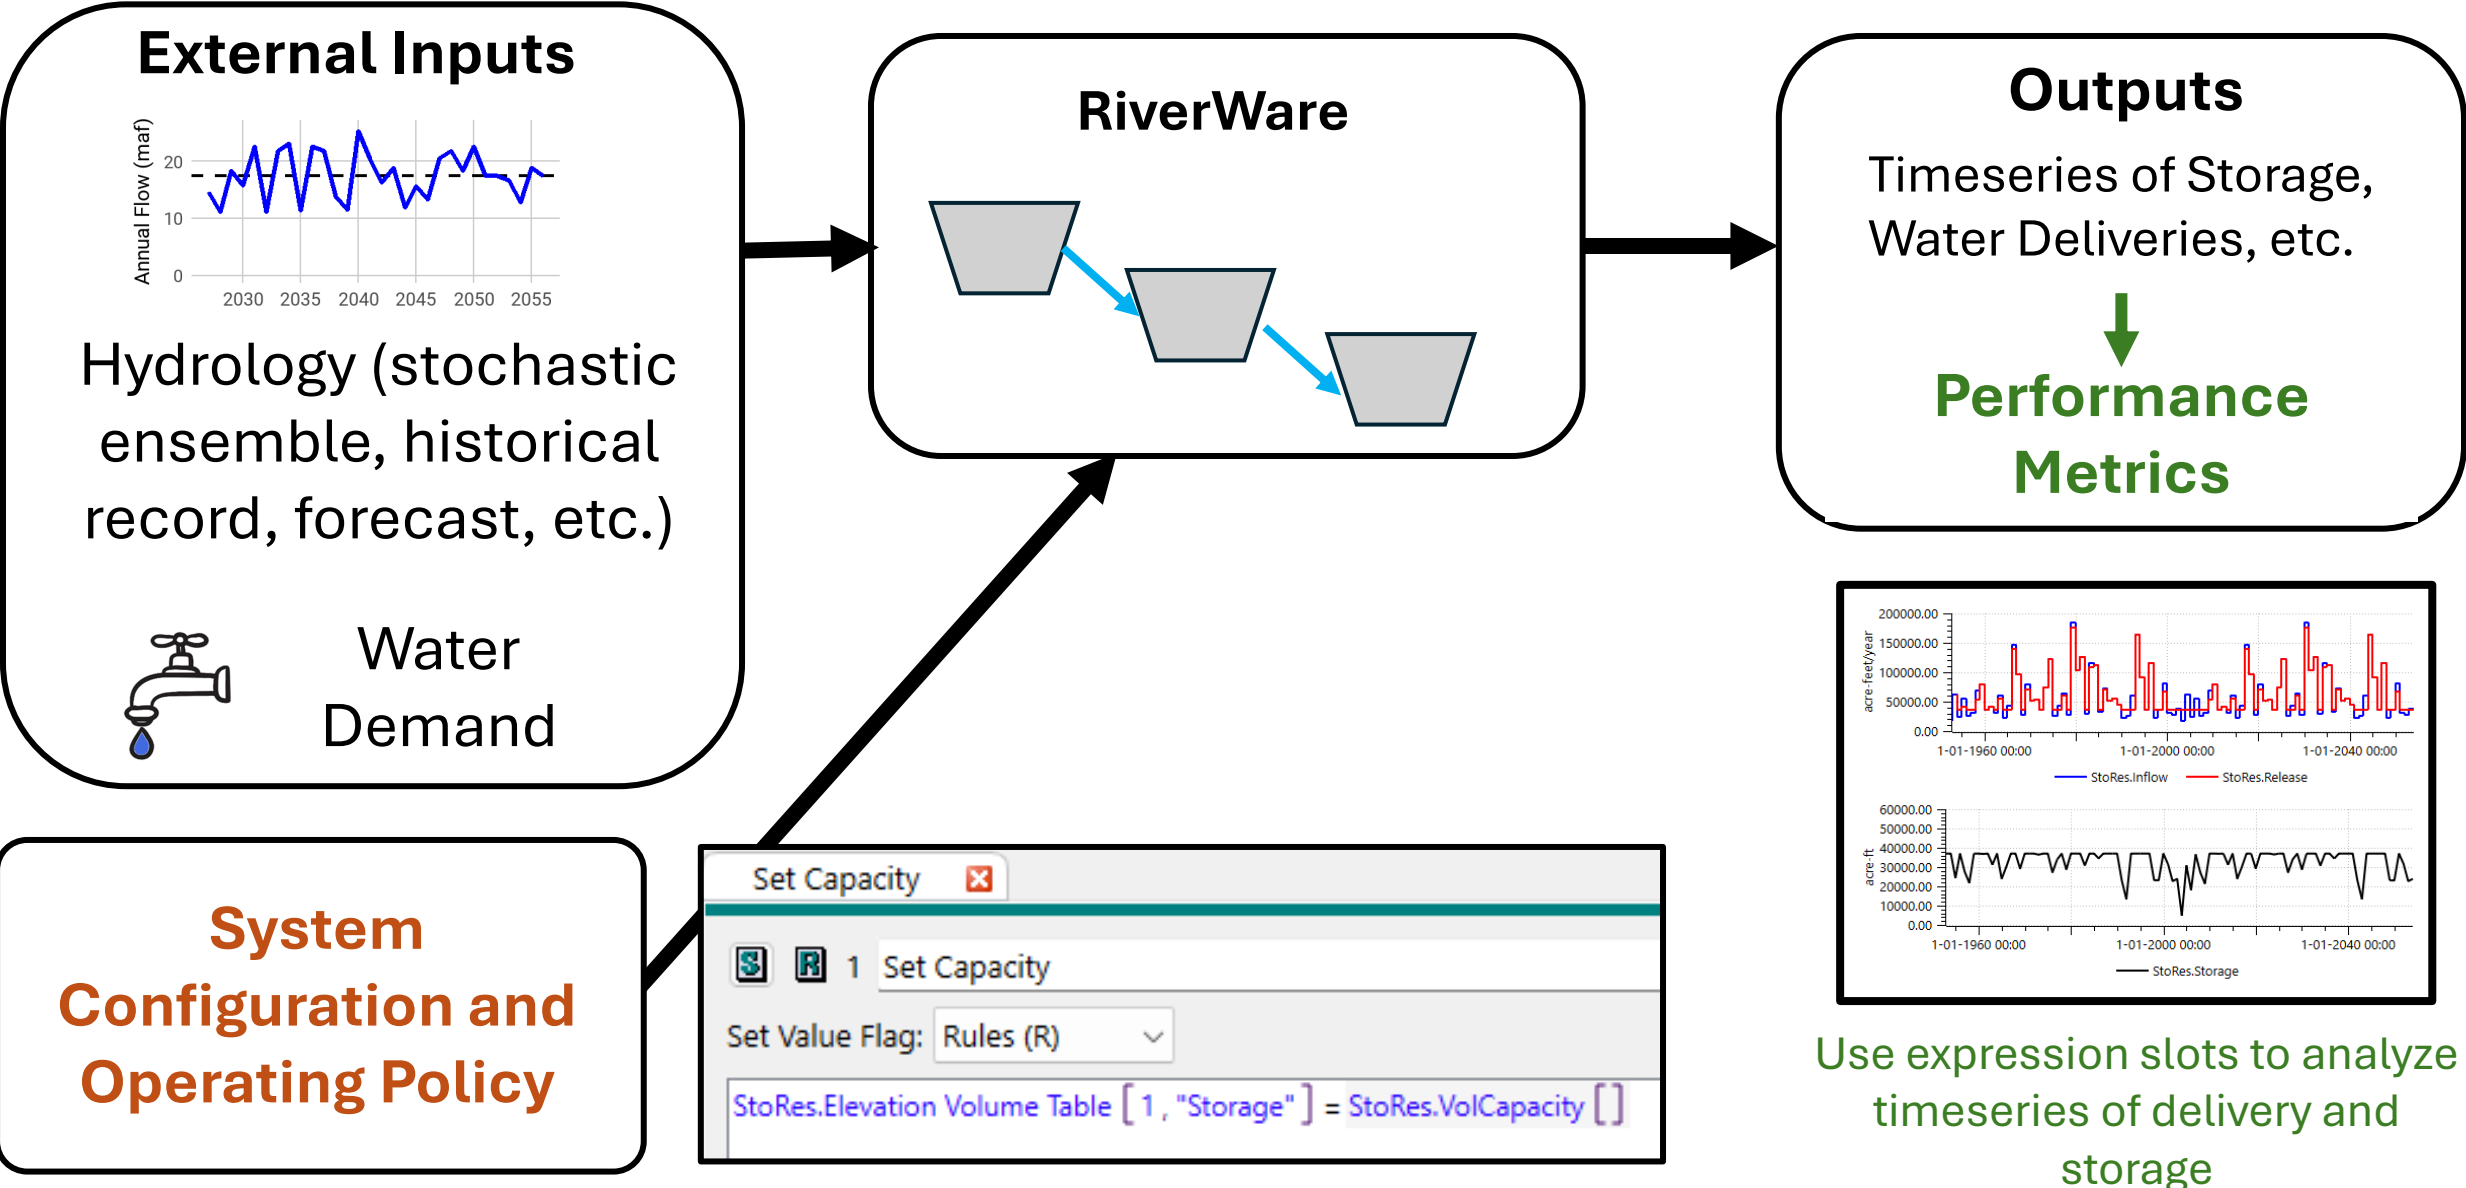 External Inputs
Annual Flow (maf)
20
10
0
2030 2035 2040 2045 2050 2055
Hydrology (stochastic
ensemble, historical
record, forecast, etc.)
Water
Demand
System
Configuration and
Operating Policy
RiverWare
Set Capacity
S R 1 Set Capacity
Set Value Flag: Rules (R)
StoRes.Elevation Volume Table [ 1 , "Storage" ] = StoRes.VolCapacity []
Outputs
Timeseries of Storage,
Water Deliveries, etc.
Performance
Metrics
acre-feet/year
200000.00
150000.00
100000.00
50000.00
0.00
1-01-1960 00:00 1-01-2000 00:00 1-01-2040 00:00
StoRes.Inflow StoRes.Release
acre-ft
60000.00
50000.00
40000.00
30000.00
20000.00
10000.00
0.00
1-01-1960 00:00 1-01-2000 00:00 1-01-2040 00:00
StoRes.Storage
Use expression slots to analyze
timeseries of delivery and
storage